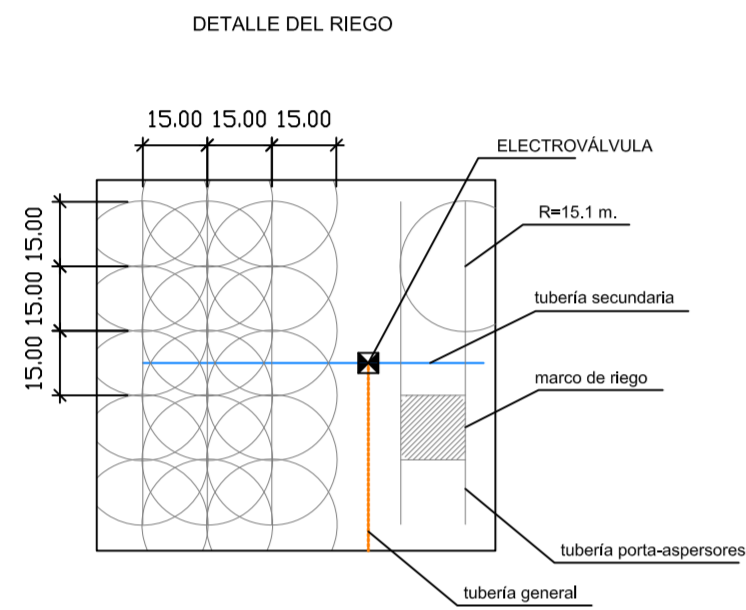 DETALLE DEL RIEGO
15.00 15.00 15.00
ELECTROVÁLVULA
R=15.1 m.
15.00 15.00 15.00
tubería secundaria
marco de riego
tubería porta-aspersores
tubería general